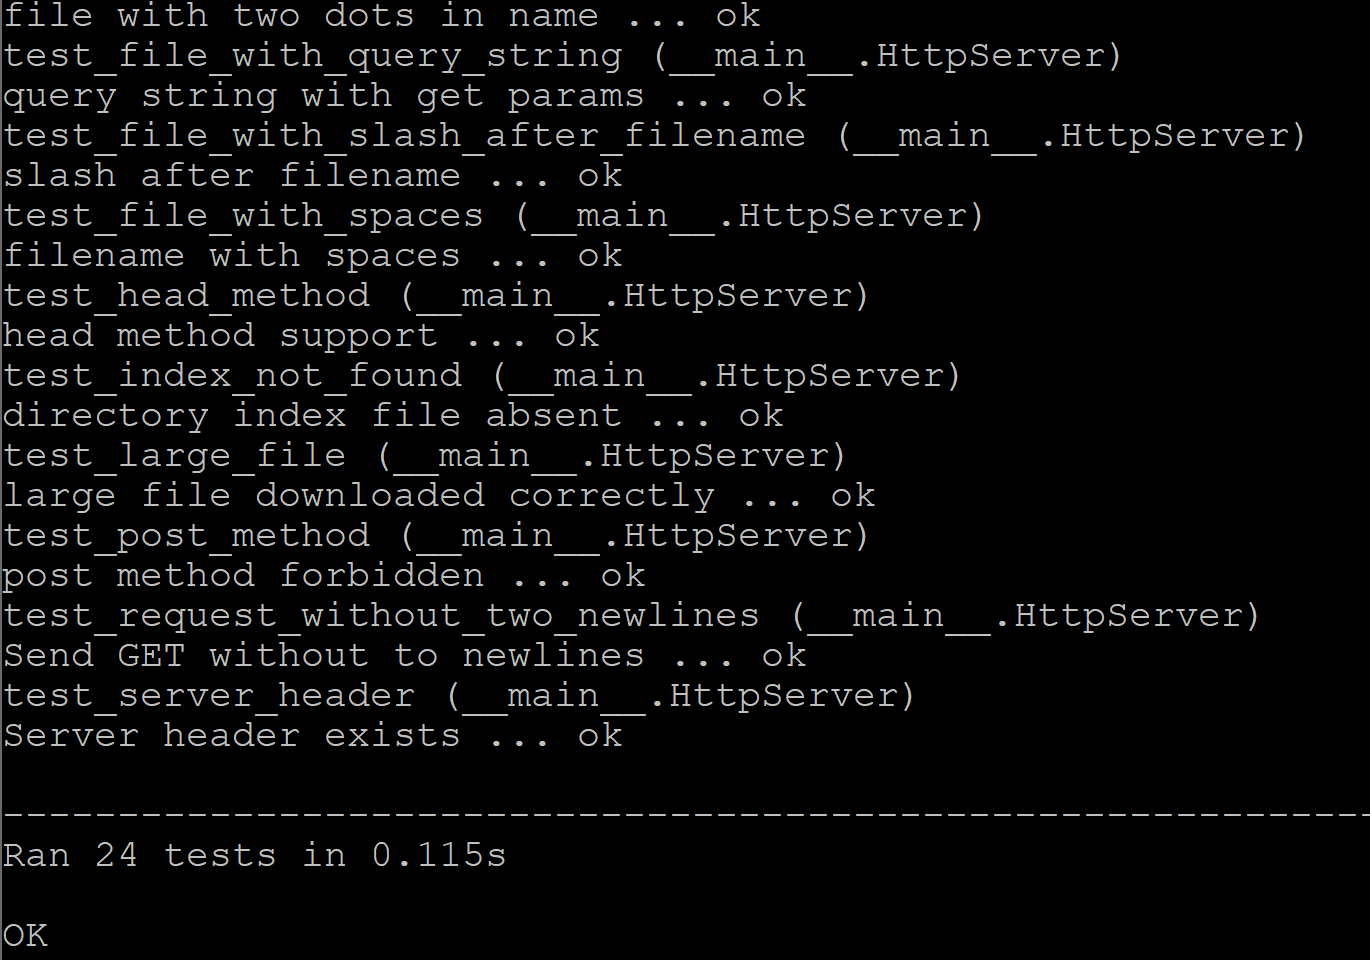 file with two dots in name ... ok
test_file_with_query_string (__main__.HttpServer)
query string with get params ... ok
test_file_with_slash_after_filename (__main__.HttpServer)
slash after filename ... ok
test_file_with_spaces (__main__.HttpServer)
filename with spaces ... ok
test_head_method (__main__.HttpServer)
head method support ... ok
test_index_not_found (__main__.HttpServer)
directory index file absent ... ok
test_large_file (__main__.HttpServer)
large file downloaded correctly ... ok
test_post_method (__main__.HttpServer)
post method forbidden ... ok
test_request_without_two_newlines (__main__.HttpServer)
Send GET without to newlines ... ok
test_server_header (__main__.HttpServer)
Server header exists ... ok
------------------------------------------------------------
Ran 24 tests in 0.115s
OK